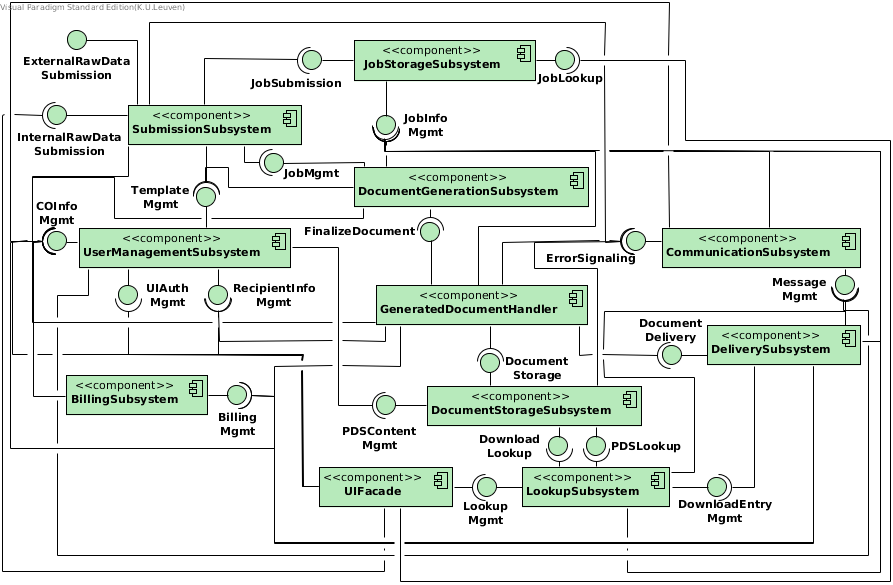 Visual Paradigm Standard Edition(K.U.Leuven)
ExternalRawData
Submission
<<component>>
JobStorageSubsystem
JobSubmission
JobLookup
InternalRawData
Submission
<<component>>
SubmissionSubsystem
JobInfo
Mgmt
JobMgmt
<<component>>
DocumentGenerationSubsystem
Template
Mgmt
COInfo
Mgmt
FinalizeDocument
<<component>>
UserManagementSubsystem
ErrorSignaling
<<component>>
CommunicationSubsystem
UIAuth
Mgmt
RecipientInfo
Mgmt
Message
Mgmt
<<component>>
GeneratedDocumentHandler
Document
Delivery
<<component>>
DeliverySubsystem
Document
Storage
<<component>>
BillingSubsystem
Billing
Mgmt
<<component>>
DocumentStorageSubsystem
PDSContent
Mgmt
Download
Lookup
PDSLookup
<<component>>
UIFacade
Lookup
Mgmt
<<component>>
LookupSubsystem
DownloadEntry
Mgmt